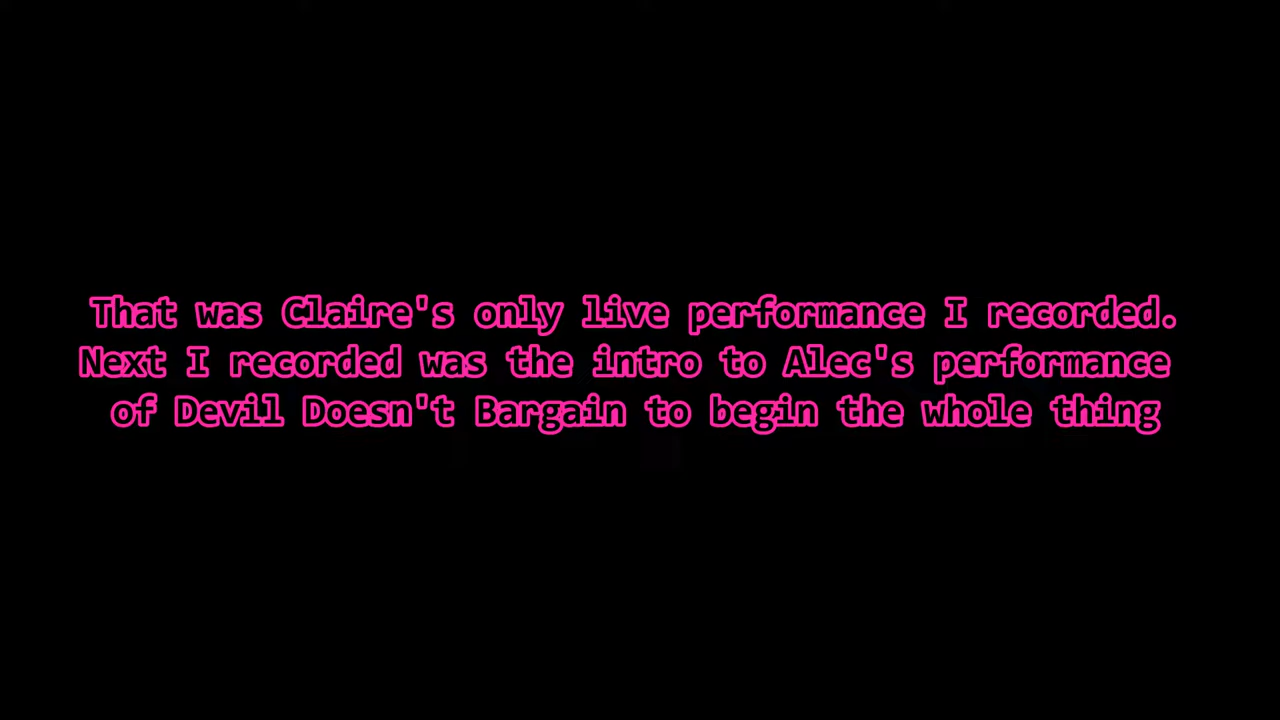 That was Claire's only live performance I recorded.
Next I recorded was the intro to Alec's performance
of Devil Doesn't Bargain to begin the whole thing